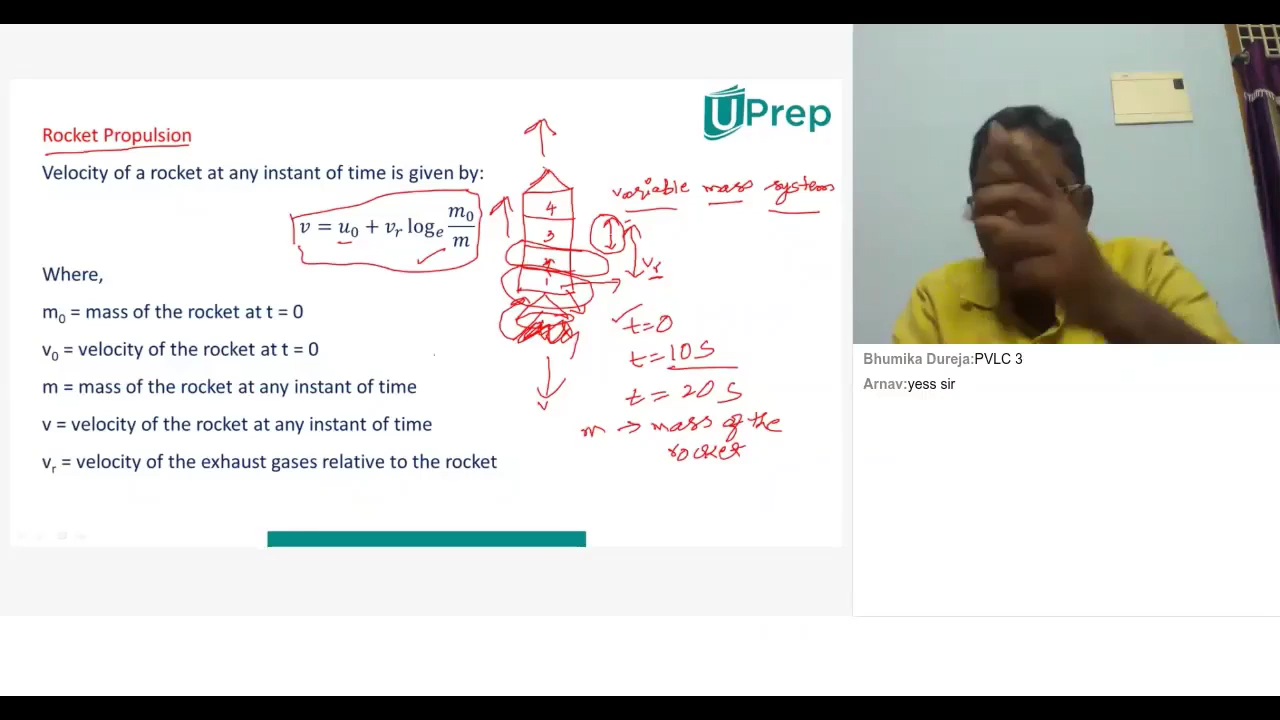 UPrep
Rocket Propulsion
Velocity of a rocket at any instant of time is given by:
v = u₀ + vᵣ logₑ m₀/m
Where,
m₀ = mass of the rocket at t = 0
v₀ = velocity of the rocket at t = 0
m = mass of the rocket at any instant of time
v = velocity of the rocket at any instant of time
vᵣ = velocity of the exhaust gases relative to the rocket
4
3
1
variable mass system
vᵣ
t=0
t=10S
t=20S
m → mass of the
rocket
Bhumika Dureja:PVLC 3
Arnav:yess sir